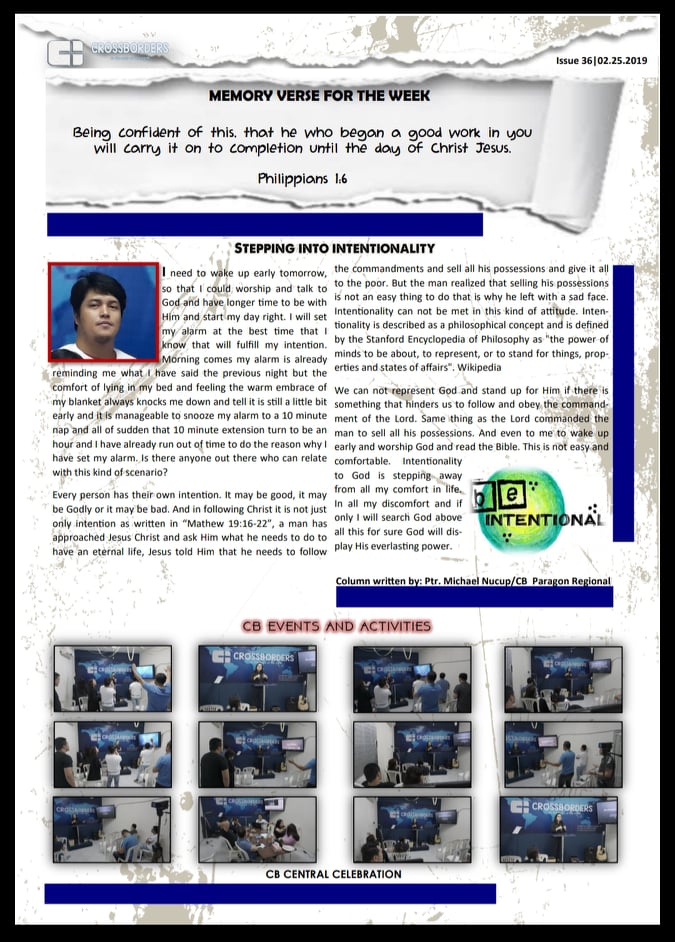 CROSSBORDERS
Issue 36|02.25.2019
MEMORY VERSE FOR THE WEEK
Being confident of this, that he who began a good work in you
will carry it on to completion until the day of Christ Jesus.
Philippians 1:6
STEPPING INTO INTENTIONALITY
I need to wake up early tomorrow,
so that I could worship and talk to
God and have longer time to be with
Him and start my day right. I will set
my alarm at the best time that I
know that will fulfill my intention.
Morning comes my alarm is already
reminding me what I have said the previous night but the
comfort of lying in my bed and feeling the warm embrace of
my blanket always knocks me down and tell it is still a little bit
early and it is manageable to snooze my alarm to a 10 minute
nap and all of sudden that 10 minute extension turn to be an
hour and I have already run out of time to do the reason why I
have set my alarm. Is there anyone out there who can relate
with this kind of scenario?
Every person has their own intention. It may be good, it may
be Godly or it may be bad. And in following Christ it is not just
only intention as written in “Mathew 19:16-22”, a man has
approached Jesus Christ and ask Him what he needs to do to
have an eternal life, Jesus told Him that he needs to follow
the commandments and sell all his possessions and give it all
to the poor. But the man realized that selling his possessions
is not an easy thing to do that is why he left with a sad face.
Intentionality can not be met in this kind of attitude. Inten-
tionality is described as a philosophical concept and is defined
by the Stanford Encyclopedia of Philosophy as "the power of
minds to be about, to represent, or to stand for things, prop-
erties and states of affairs". Wikipedia
We can not represent God and stand up for Him if there is
something that hinders us to follow and obey the command-
ment of the Lord. Same thing as the Lord commanded the
man to sell all his possessions. And even to me to wake up
early and worship God and read the Bible. This is not easy and
comfortable. Intentionality
to God is stepping away
from all my comfort in life.
In all my discomfort and if
only I will search God above
all this for sure God will dis-
play His everlasting power.
be
INTENTIONAL
Column written by: Ptr. Michael Nucup/CB Paragon Regional
CB EVENTS AND ACTIVITIES
CROSSBORDERS
CROSSBORDERS
CB CENTRAL CELEBRATION